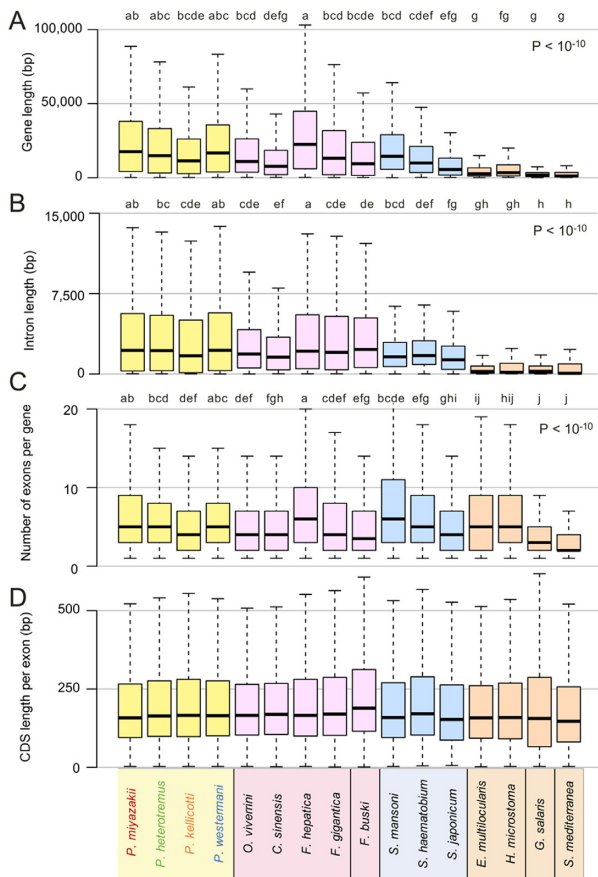 A
ab abc bcde abc bcd defg a bcd bcde bcd cdef efg g fg g g
100,000
P < 10-10
50,000
0
Gene length (bp)
B
ab bc cde ab cde ef a cde de bcd def fg gh gh h h
15,000
P < 10-10
7,500
0
Intron length (bp)
C
ab bcd def abc def fgh a cdef efg bcde efg ghi ij hij j j
20
P < 10-10
10
0
Number of exons per gene
D
500
250
0
CDS length per exon (bp)
P. miyazakii
P. heterotremus
P. kellicotti
P. westermani
O. viverrini
C. sinensis
F. hepatica
F. gigantica
F. buski
S. mansoni
S. haematobium
S. japonicum
E. multilocularis
H. microstoma
G. salaris
S. mediterranea